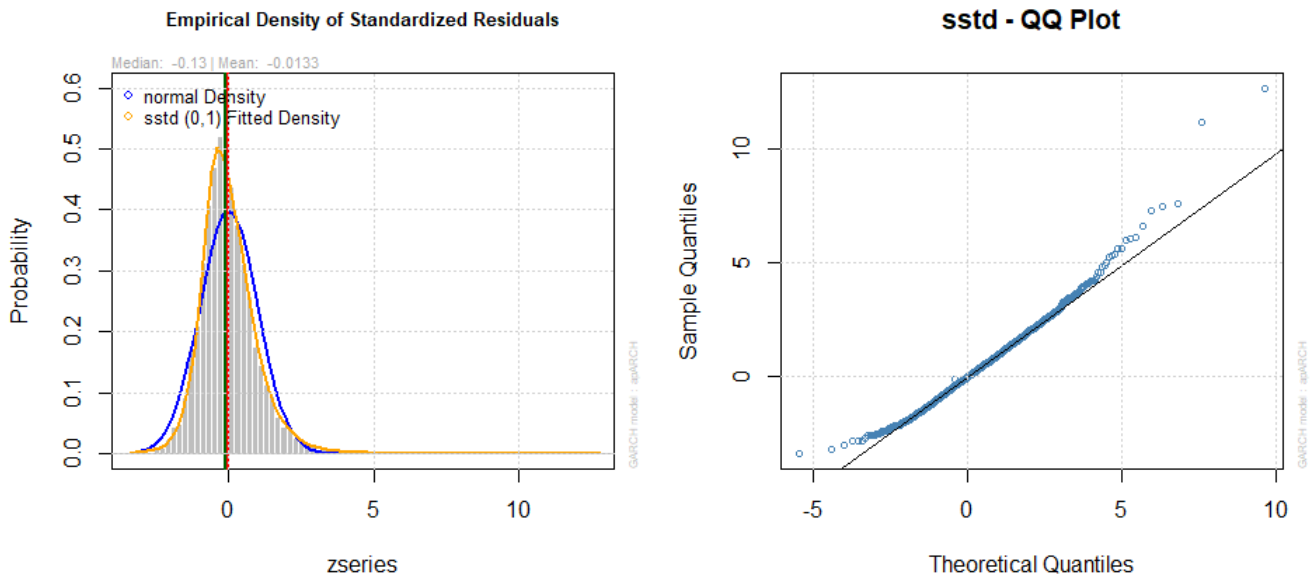 Empirical Density of Standardized Residuals
Median: -0.13 | Mean: -0.0133
normal Density
sstd (0,1) Fitted Density
Probability
0.0
0.1
0.2
0.3
0.4
0.5
0.6
0
5
10
zseries
GARCH model : apARCH
sstd - QQ Plot
Sample Quantiles
0
5
10
-5
0
5
10
Theoretical Quantiles
GARCH model : apARCH